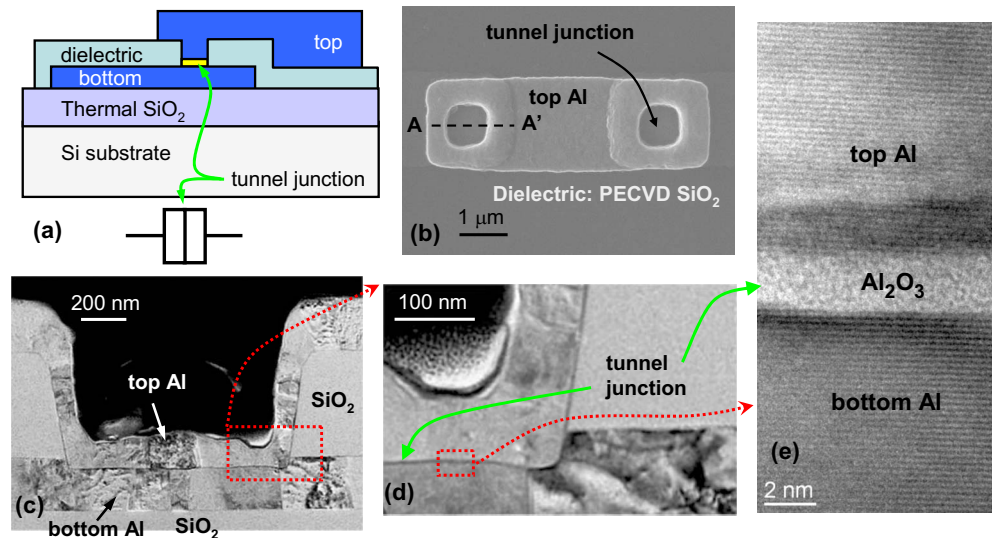 dielectric
top
bottom
Thermal SiO₂
Si substrate
tunnel junction
(a)
tunnel
junction
top Al
A
A'
Dielectric: PECVD SiO₂
1 μm
(b)
200 nm
top Al
SiO₂
(c)
bottom Al
SiO₂
100 nm
tunnel
junction
(d)
top Al
Al₂O₃
bottom Al
(e)
2 nm